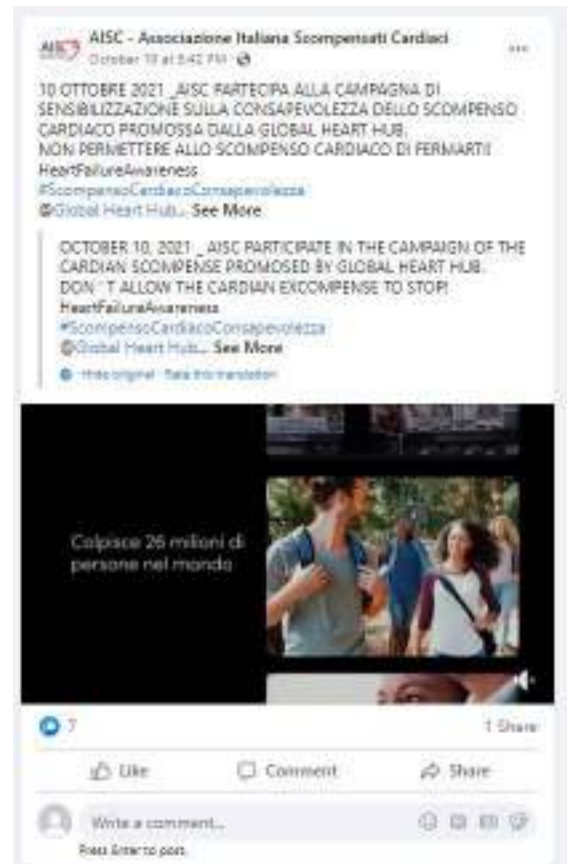 AISC - Associazione Italiana Scompensati Cardiaci
October 10 at 5:42 PM
10 OTTOBRE 2021 _AISC PARTECIPA ALLA CAMPAGNA DI
SENSIBILIZZAZIONE SULLA CONSAPEVOLEZZA DELLO SCOMPENSO
CARDIACO PROMOSSA DALLA GLOBAL HEART HUB.
NON PERMETTERE ALLO SCOMPENSO CARDIACO DI FERMARTI!
HeartFailureAwareness
#ScompensoCardiacoConsapevolezza
@Global Heart Hub... See More
OCTOBER 10, 2021 _ AISC PARTICIPATE IN THE CAMPAIGN OF THE
CARDIAN SCOMPENSE PROMOSED BY GLOBAL HEART HUB.
DON ' T ALLOW THE CARDIAN EXCOMPENSE TO STOP!
HeartFailureAwareness
#ScompensoCardiacoConsapevolezza
@Global Heart Hub... See More
Hide original · Rate this translation
Colpisce 26 milioni di
persone nel mondo
7
1 Share
Like
Comment
Share
Write a comment...
Press Enter to post.